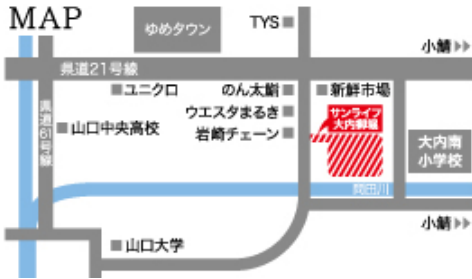 MAP
ゆめタウン
TYS
小鯖
県道21号線
ユニクロ
のん太鮨
新鮮市場
県道61号線
山口中央高校
ウエスタまるき
岩崎チェーン
サンライフ
大内御堀
大内南
小学校
問田川
小鯖
山口大学